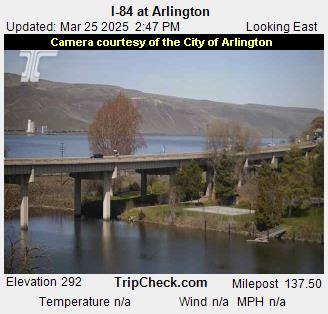 I-84 at Arlington
Updated: Mar 25 2025 2:47 PM Looking East
Camera courtesy of the City of Arlington
Elevation 292 TripCheck.com Milepost 137.50
Temperature n/a Wind n/a MPH n/a